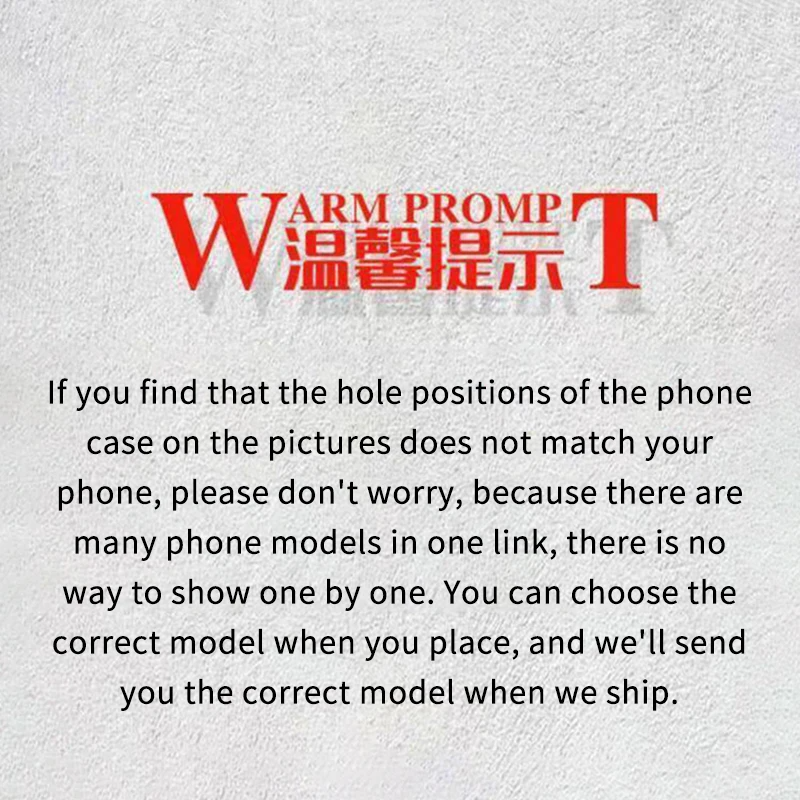 WARM PROMPT
温馨提示
If you find that the hole positions of the phone
case on the pictures does not match your
phone, please don't worry, because there are
many phone models in one link, there is no
way to show one by one. You can choose the
correct model when you place, and we'll send
you the correct model when we ship.